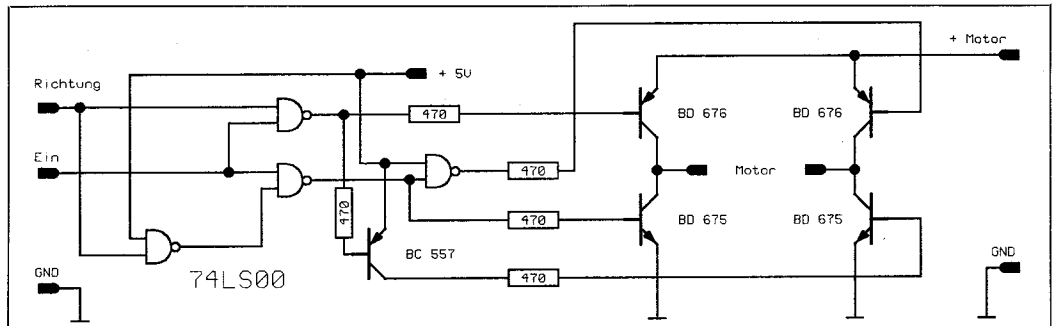 + Motor
Richtung
+ 5V
470
BD 676
BD 676
Ein
470
Motor
470
470
BD 675
BD 675
BC 557
GND
74LS00
470
GND